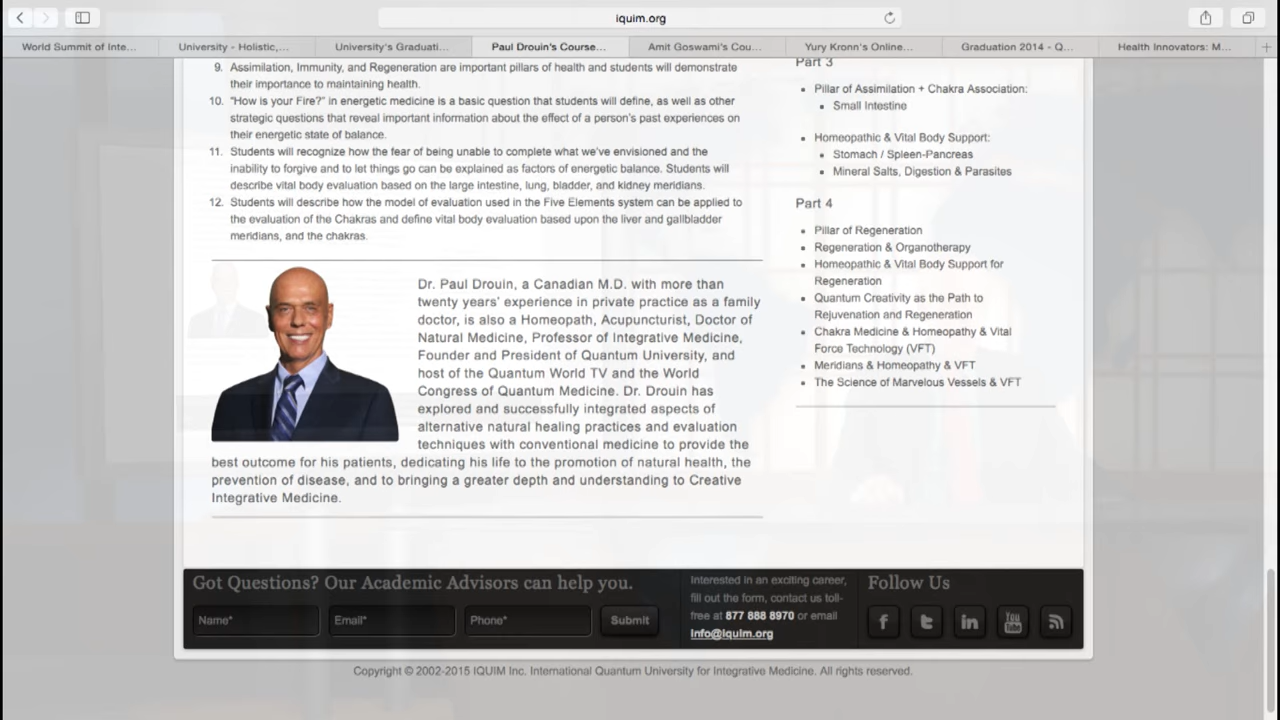 iquim.org
World Summit of Inte...
University - Holistic,...
University's Graduati...
Paul Drouin's Course...
Amit Goswami's Cou...
Yury Kronn's Online...
Graduation 2014 - Q...
Health Innovators: M...
9. Assimilation, Immunity, and Regeneration are important pillars of health and students will demonstrate
their importance to maintaining health.
10. "How is your Fire?" in energetic medicine is a basic question that students will define, as well as other
strategic questions that reveal important information about the effect of a person's past experiences on
their energetic state of balance.
11. Students will recognize how the fear of being unable to complete what we've envisioned and the
inability to forgive and to let things go can be explained as factors of energetic balance. Students will
describe vital body evaluation based on the large intestine, lung, bladder, and kidney meridians.
12. Students will describe how the model of evaluation used in the Five Elements system can be applied to
the evaluation of the Chakras and define vital body evaluation based upon the liver and gallbladder
meridians, and the chakras.
Dr. Paul Drouin, a Canadian M.D. with more than
twenty years' experience in private practice as a family
doctor, is also a Homeopath, Acupuncturist, Doctor of
Natural Medicine, Professor of Integrative Medicine,
Founder and President of Quantum University, and
host of the Quantum World TV and the World
Congress of Quantum Medicine. Dr. Drouin has
explored and successfully integrated aspects of
alternative natural healing practices and evaluation
techniques with conventional medicine to provide the
best outcome for his patients, dedicating his life to the promotion of natural health, the
prevention of disease, and to bringing a greater depth and understanding to Creative
Integrative Medicine.
Part 3
• Pillar of Assimilation + Chakra Association:
▪ Small Intestine
• Homeopathic & Vital Body Support:
▪ Stomach / Spleen-Pancreas
▪ Mineral Salts, Digestion & Parasites
Part 4
• Pillar of Regeneration
• Regeneration & Organotherapy
• Homeopathic & Vital Body Support for
Regeneration
• Quantum Creativity as the Path to
Rejuvenation and Regeneration
• Chakra Medicine & Homeopathy & Vital
Force Technology (VFT)
• Meridians & Homeopathy & VFT
• The Science of Marvelous Vessels & VFT
Got Questions? Our Academic Advisors can help you.
Name*
Email*
Phone*
Submit
Interested in an exciting career,
fill out the form, contact us toll-
free at 877 888 8970 or email
info@iquim.org
Follow Us
f
t
in
You Tube
Copyright © 2002-2015 IQUIM Inc. International Quantum University for Integrative Medicine. All rights reserved.